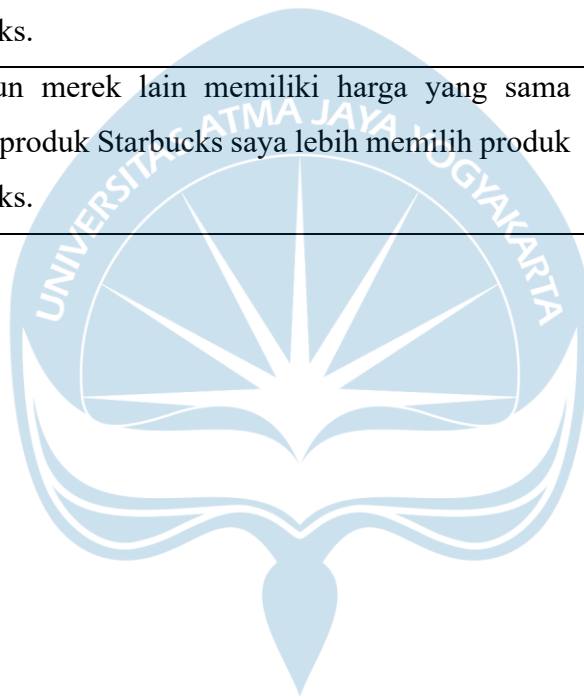 ks.
un merek lain memiliki harga yang sama
produk Starbucks saya lebih memilih produk
ks.
UNIVERSITAS ATMA JAYA YOGYAKARTA